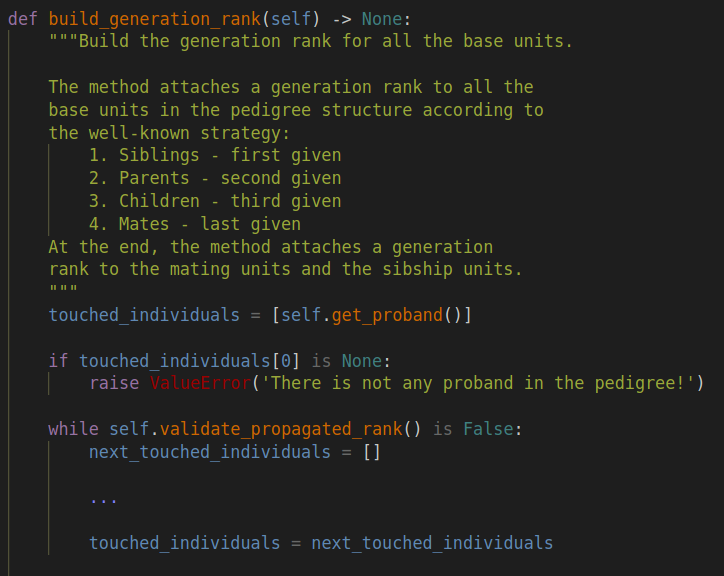 def build_generation_rank(self) -> None:
    """Build the generation rank for all the base units.

    The method attaches a generation rank to all the
    base units in the pedigree structure according to
    the well-known strategy:
        1. Siblings - first given
        2. Parents - second given
        3. Children - third given
        4. Mates - last given
    At the end, the method attaches a generation
    rank to the mating units and the sibship units.
    """
    touched_individuals = [self.get_proband()]

    if touched_individuals[0] is None:
        raise ValueError('There is not any proband in the pedigree!')

    while self.validate_propagated_rank() is False:
        next_touched_individuals = []

        ...

        touched_individuals = next_touched_individuals